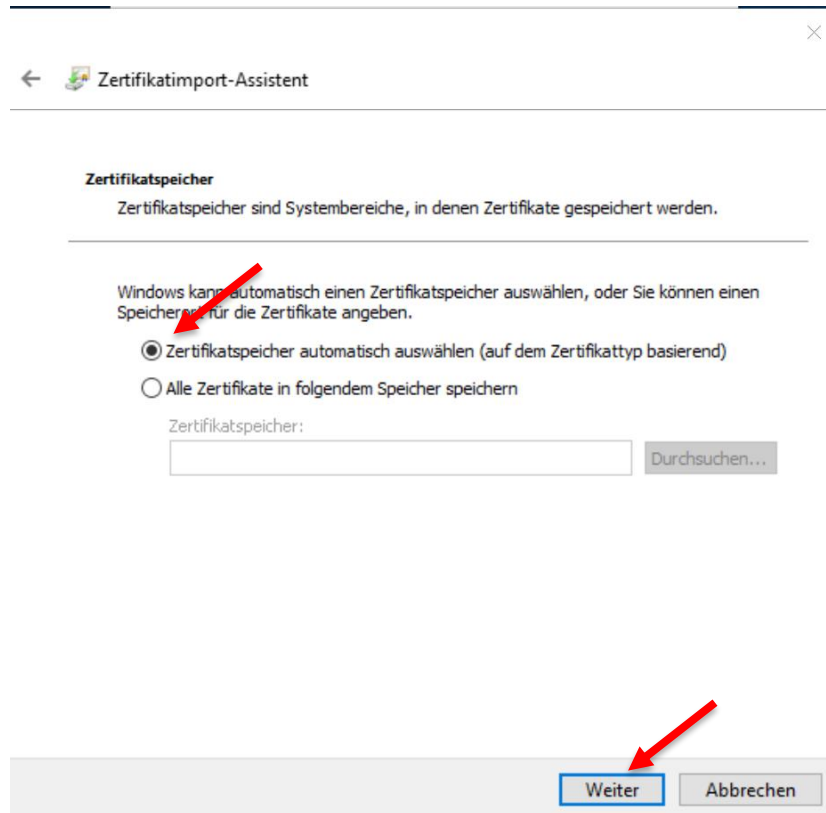 Zertifikatimport-Assistent
Zertifikatspeicher
Zertifikatspeicher sind Systembereiche, in denen Zertifikate gespeichert werden.
Windows kann automatisch einen Zertifikatspeicher auswählen, oder Sie können einen
Speicherort für die Zertifikate angeben.
Zertifikatspeicher automatisch auswählen (auf dem Zertifikattyp basierend)
Alle Zertifikate in folgendem Speicher speichern
Zertifikatspeicher:
Durchsuchen...
Weiter
Abbrechen